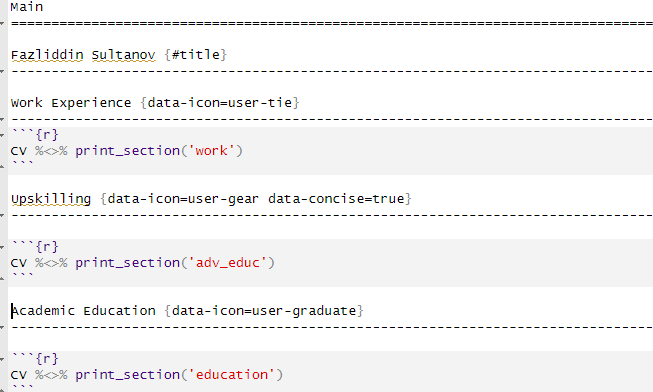 Main
================================================================================
Fazliddin Sultanov {#title}
--------------------------------------------------------------------------------
Work Experience {data-icon=user-tie}
--------------------------------------------------------------------------------
```{r}
CV %<>% print_section('work')
```
Upskilling {data-icon=user-gear data-concise=true}
--------------------------------------------------------------------------------
```{r}
CV %<>% print_section('adv_educ')
```
Academic Education {data-icon=user-graduate}
--------------------------------------------------------------------------------
```{r}
CV %<>% print_section('education')
```